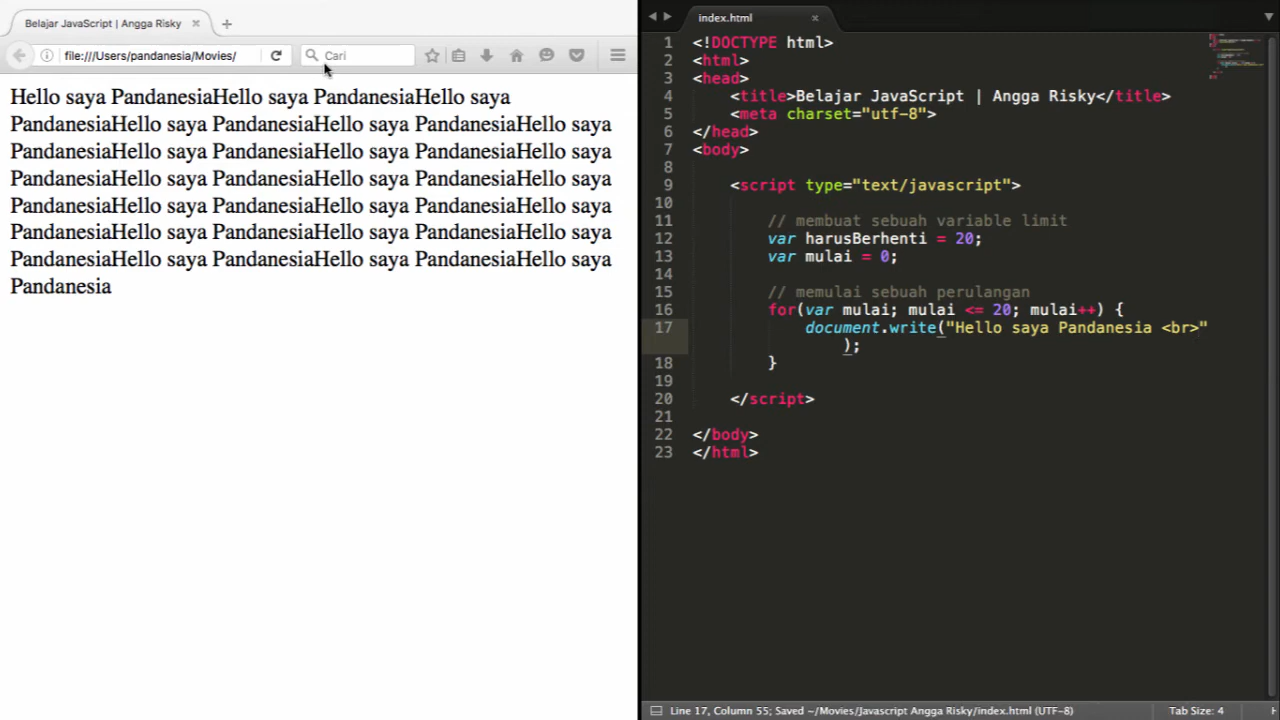 Belajar JavaScript | Angga Risky
file:///Users/pandanesia/Movies/
Cari
Hello saya PandanesiaHello saya PandanesiaHello saya
PandanesiaHello saya PandanesiaHello saya PandanesiaHello saya
PandanesiaHello saya PandanesiaHello saya PandanesiaHello saya
PandanesiaHello saya PandanesiaHello saya PandanesiaHello saya
PandanesiaHello saya PandanesiaHello saya PandanesiaHello saya
PandanesiaHello saya PandanesiaHello saya PandanesiaHello saya
PandanesiaHello saya PandanesiaHello saya PandanesiaHello saya
Pandanesia
index.html
1 <!DOCTYPE html>
2 <html>
3 <head>
4 <title>Belajar JavaScript | Angga Risky</title>
5 <meta charset="utf-8">
6 </head>
7 <body>
8
9 <script type="text/javascript">
10
11 // membuat sebuah variable limit
12 var harusBerhenti = 20;
13 var mulai = 0;
14
15 // memulai sebuah perulangan
16 for(var mulai; mulai <= 20; mulai++) {
17 document.write("Hello saya Pandanesia <br>"
);
18 }
19
20 </script>
21
22 </body>
23 </html>
Line 17, Column 55; Saved ~/Movies/Javascript Angga Risky/index.html (UTF-8)
Tab Size: 4